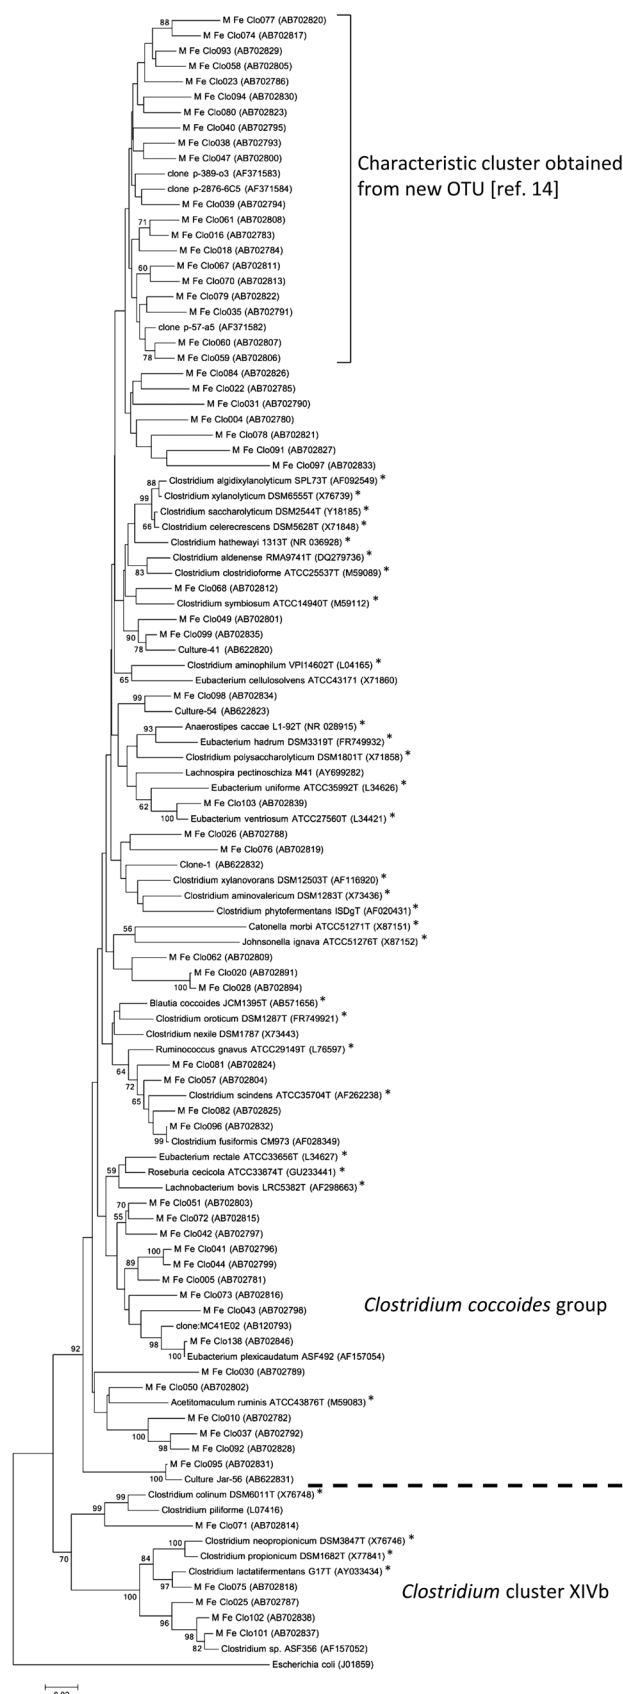 88
M Fe Clo077 (AB702820)
M Fe Clo074 (AB702817)
M Fe Clo093 (AB702829)
M Fe Clo058 (AB702805)
M Fe Clo023 (AB702786)
M Fe Clo094 (AB702830)
M Fe Clo080 (AB702823)
M Fe Clo040 (AB702795)
M Fe Clo038 (AB702793)
M Fe Clo047 (AB702800)
clone p-389-o3 (AF371583)
clone p-2876-6C5 (AF371584)
M Fe Clo039 (AB702794)
Characteristic cluster obtained
from new OTU [ref. 14]
71
M Fe Clo061 (AB702808)
M Fe Clo016 (AB702783)
M Fe Clo018 (AB702784)
60
M Fe Clo067 (AB702811)
M Fe Clo070 (AB702813)
M Fe Clo079 (AB702822)
M Fe Clo035 (AB702791)
clone p-57-a5 (AF371582)
M Fe Clo060 (AB702807)
78
M Fe Clo059 (AB702806)
M Fe Clo084 (AB702826)
M Fe Clo022 (AB702785)
M Fe Clo031 (AB702790)
M Fe Clo004 (AB702780)
M Fe Clo078 (AB702821)
M Fe Clo091 (AB702827)
M Fe Clo097 (AB702833)
88
Clostridium algidixylanolyticum SPL73T (AF092549) *
99
Clostridium xylanolyticum DSM6555T (X76739) *
Clostridium saccharolyticum DSM2544T (Y18185) *
66
Clostridium celerecrescens DSM5628T (X71848) *
Clostridium hathewayi 1313T (NR 036928) *
Clostridium aldenense RMA9741T (DQ279736) *
83
Clostridium clostridioforme ATCC25537T (M59089) *
M Fe Clo068 (AB702812)
Clostridium symbiosum ATCC14940T (M59112) *
M Fe Clo049 (AB702801)
90
M Fe Clo099 (AB702835)
78
Culture-41 (AB622820)
Clostridium aminophilum VPI14602T (L04165) *
65
Eubacterium cellulosolvens ATCC43171 (X71860)
99
M Fe Clo098 (AB702834)
Culture-54 (AB622823)
93
Anaerostipes caccae L1-92T (NR 028915) *
Eubacterium hadrum DSM3319T (FR749932) *
Clostridium polysaccharolyticum DSM1801T (X71858) *
Lachnospira pectinoschiza M41 (AY699282)
Eubacterium uniforme ATCC35992T (L34626) *
62
M Fe Clo103 (AB702839)
100
Eubacterium ventriosum ATCC27560T (L34421) *
M Fe Clo026 (AB702788)
M Fe Clo076 (AB702819)
Clone-1 (AB622832)
Clostridium xylanovorans DSM12503T (AF116920) *
Clostridium aminovalericum DSM1283T (X73436) *
Clostridium phytofermentans ISDgT (AF020431) *
56
Catonella morbi ATCC51271T (X87151) *
Johnsonella ignava ATCC51276T (X87152) *
M Fe Clo062 (AB702809)
M Fe Clo020 (AB702891)
100
M Fe Clo028 (AB702894)
Blautia coccoides JCM1395T (AB571656) *
Clostridium oroticum DSM1287T (FR749921) *
Clostridium nexile DSM1787 (X73443)
Ruminococcus gnavus ATCC29149T (L76597) *
64
M Fe Clo081 (AB702824)
72
M Fe Clo057 (AB702804)
65
Clostridium scindens ATCC35704T (AF262238) *
M Fe Clo082 (AB702825)
M Fe Clo096 (AB702832)
99
Clostridium fusiformis CM973 (AF028349)
Eubacterium rectale ATCC33656T (L34627) *
59
Roseburia cecicola ATCC33874T (GU233441) *
Lachnobacterium bovis LRC5382T (AF298663) *
70
M Fe Clo051 (AB702803)
55
M Fe Clo072 (AB702815)
M Fe Clo042 (AB702797)
100
M Fe Clo041 (AB702796)
89
M Fe Clo044 (AB702799)
M Fe Clo005 (AB702781)
M Fe Clo073 (AB702816)
M Fe Clo043 (AB702798)
Clostridium coccoides group
clone:MC41E02 (AB120793)
98
M Fe Clo138 (AB702846)
100
Eubacterium plexicaudatum ASF492 (AF157054)
92
M Fe Clo030 (AB702789)
M Fe Clo050 (AB702802)
Acetitomaculum ruminis ATCC43876T (M59083) *
M Fe Clo010 (AB702782)
100
M Fe Clo037 (AB702792)
98
M Fe Clo092 (AB702828)
M Fe Clo095 (AB702831)
100
Culture Jar-56 (AB622831)
99
Clostridium colinum DSM6011T (X76748) *
99
Clostridium piliforme (L07416)
M Fe Clo071 (AB702814)
70
100
Clostridium neopropionicum DSM3847T (X76746) *
84
Clostridium propionicum DSM1682T (X77841) *
Clostridium lactatifermentans G17T (AY033434) *
97
M Fe Clo075 (AB702818)
100
Clostridium cluster XIVb
M Fe Clo025 (AB702787)
96
M Fe Clo102 (AB702838)
98
M Fe Clo101 (AB702837)
82
Clostridium sp. ASF356 (AF157052)
Escherichia coli (J01859)